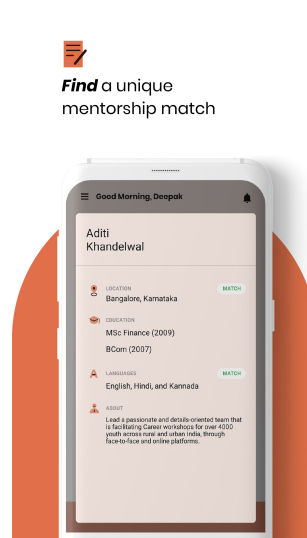 Find a unique
mentorship match
Good Morning, Deepak
Aditi
Khandelwal
LOCATION
MATCH
Bangalore, Karnataka
EDUCATION
MSc Finance (2009)
BCom (2007)
LANGUAGES
MATCH
English, Hindi, and Kannada
ABOUT
Lead a passionate and details-oriented team that
is facilitating Career workshops for over 4000
youth across rural and urban India, through
face-to-face and online platforms.